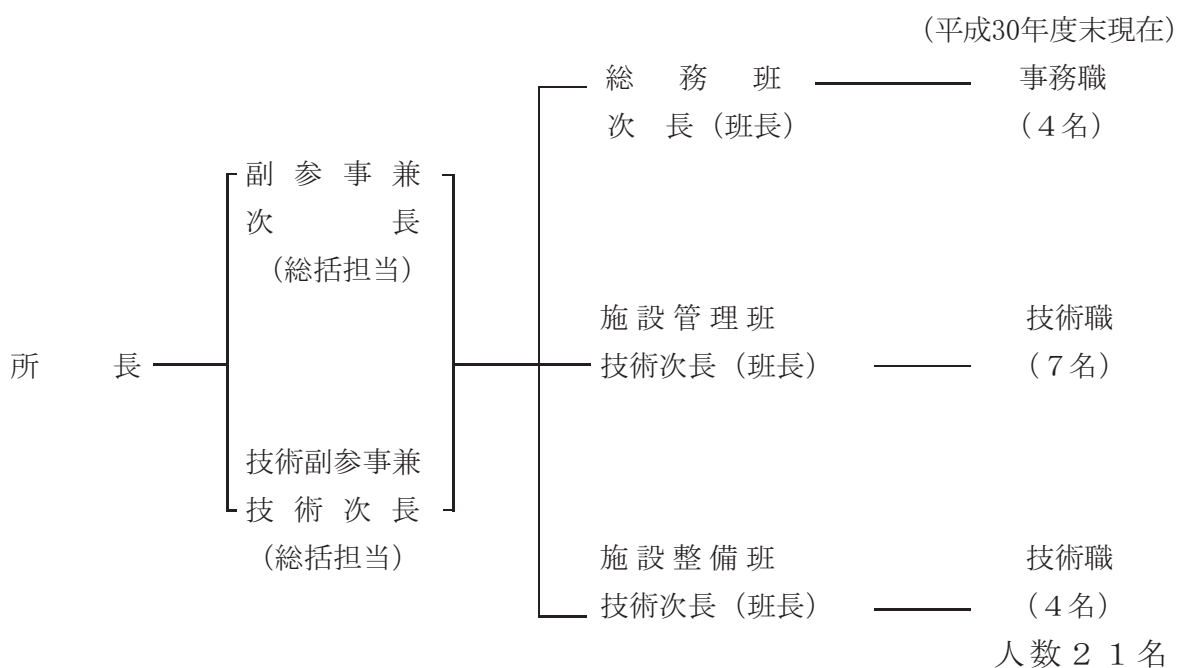 (平成30年度末現在)
総務班 事務職
次長(班長) (4名)
副参事兼
次長
(総括担当)
施設管理班 技術職
所長 技術次長(班長) (7名)
技術副参事兼
技術次長
(総括担当)
施設整備班 技術職
技術次長(班長) (4名)
人数21名